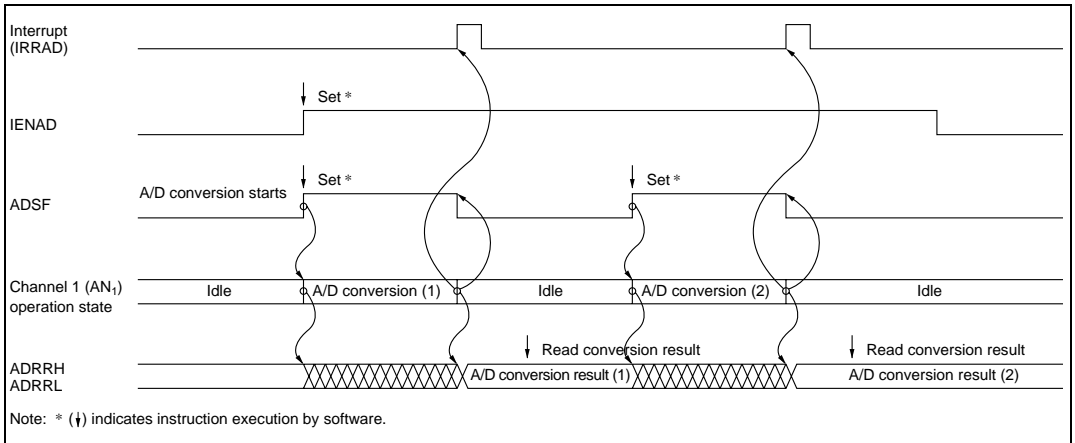 Interrupt
(IRRAD)
Set *
IENAD
Set *
Set *
A/D conversion starts
ADSF
Channel 1 (AN₁)
operation state
Idle
A/D conversion (1)
Idle
A/D conversion (2)
Idle
Read conversion result
Read conversion result
ADRRH
ADRRL
A/D conversion result (1)
A/D conversion result (2)
Note: * (↓) indicates instruction execution by software.